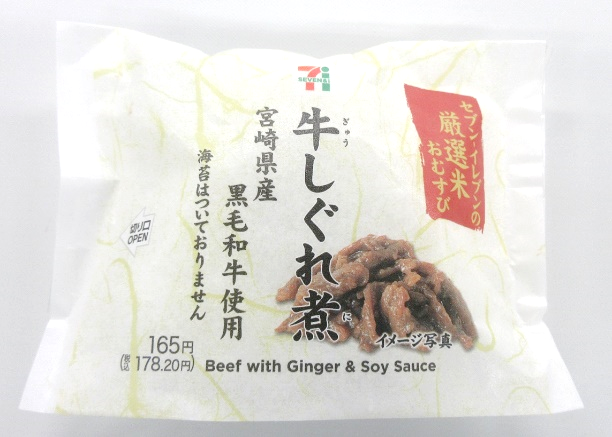 SEVEN&i
セブン-イレブンの
厳選米
おむすび
牛しぐれ煮
ぎゅう
に
宮崎県産
黒毛和牛使用
海苔はついておりません
切り口
OPEN
イメージ写真
165円
(税込 178.20円)
Beef with Ginger & Soy Sauce